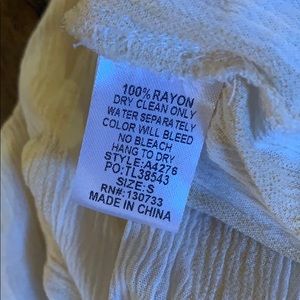 100% RAYON
DRY CLEAN ONLY
WATER SEPARATELY
COLOR WILL BLEED
NO BLEACH
HANG TO DRY
STYLE:A4276
PO:TL38543
SIZE:S
RN#:130733
MADE IN CHINA